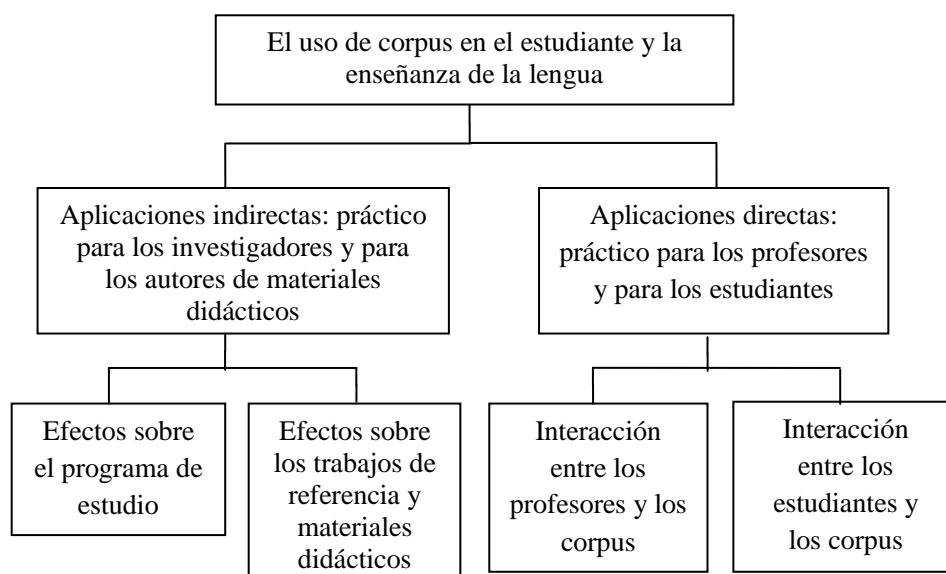 El uso de corpus en el estudiante y la
enseñanza de la lengua
Aplicaciones indirectas: práctico
para los investigadores y para
los autores de materiales
didácticos
Aplicaciones directas:
práctico para los profesores
y para los estudiantes
Efectos sobre
el programa de
estudio
Efectos sobre
los trabajos de
referencia y
materiales
didácticos
Interacción
entre los
profesores y los
corpus
Interacción
entre los
estudiantes y
los corpus